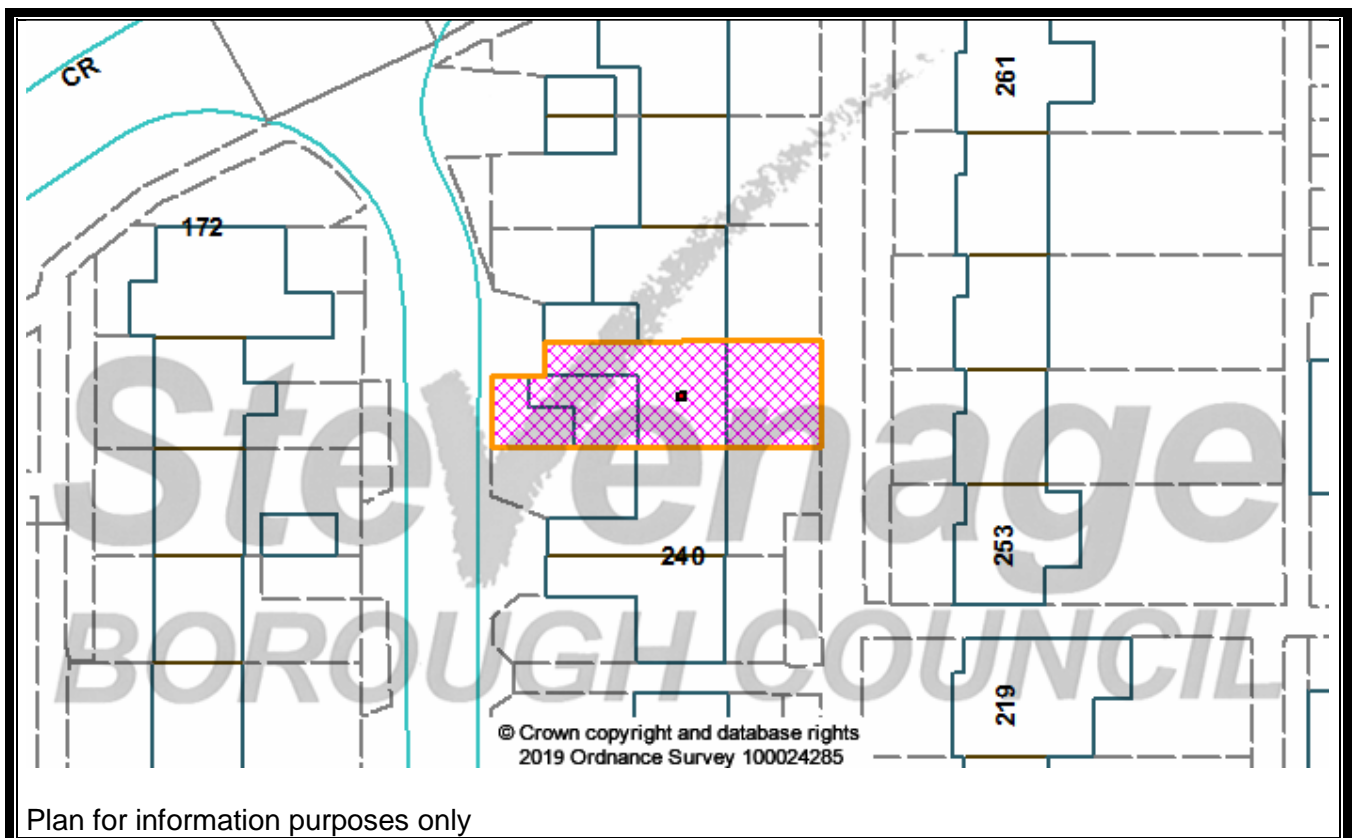 CR
261
172
Stevenage
240
253
BOROUGH COUNCIL
219
© Crown copyright and database rights
2019 Ordnance Survey 100024285
Plan for information purposes only